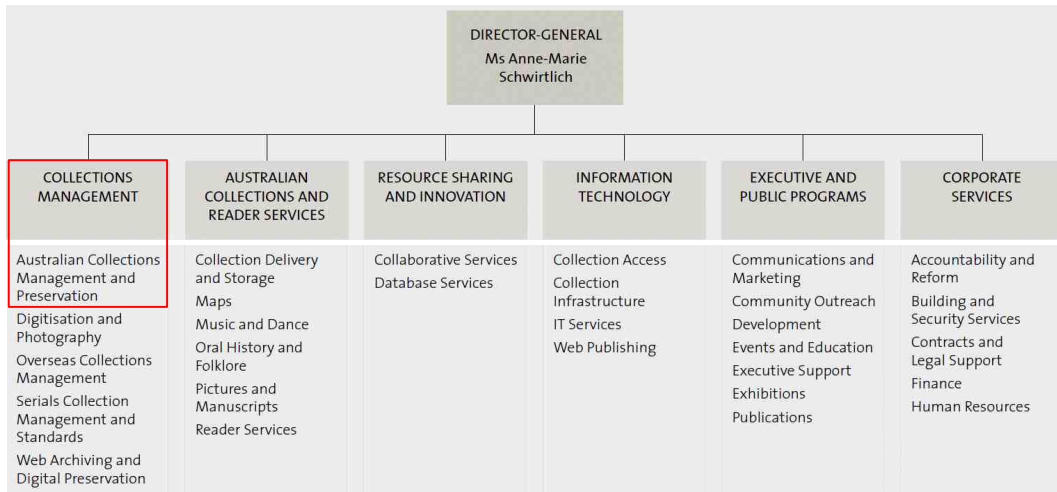 DIRECTOR-GENERAL
Ms Anne-Marie
Schwirtlich
COLLECTIONS
MANAGEMENT
Australian Collections
Management and
Preservation
Digitisation and
Photography
Overseas Collections
Management
Serials Collection
Management and
Standards
Web Archiving and
Digital Preservation
AUSTRALIAN
COLLECTIONS AND
READER SERVICES
Collection Delivery
and Storage
Maps
Music and Dance
Oral History and
Folklore
Pictures and
Manuscripts
Reader Services
RESOURCE SHARING
AND INNOVATION
Collaborative Services
Database Services
INFORMATION
TECHNOLOGY
Collection Access
Collection
Infrastructure
IT Services
Web Publishing
EXECUTIVE AND
PUBLIC PROGRAMS
Communications and
Marketing
Community Outreach
Development
Events and Education
Executive Support
Exhibitions
Publications
CORPORATE
SERVICES
Accountability and
Reform
Building and
Security Services
Contracts and
Legal Support
Finance
Human Resources